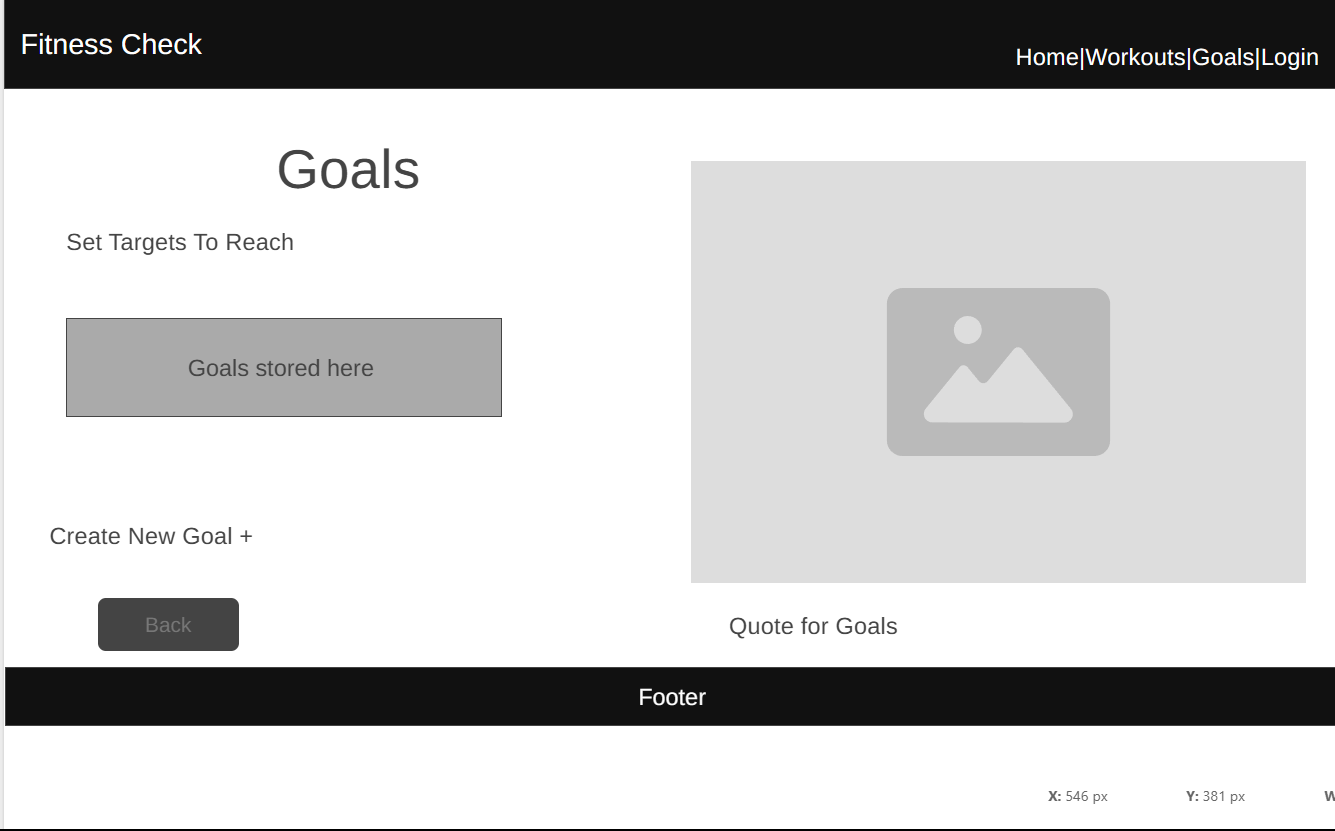 Fitness Check
Home|Workouts|Goals|Login
Goals
Set Targets To Reach
Goals stored here
Create New Goal +
Back
Quote for Goals
Footer
X: 546 px Y: 381 px W